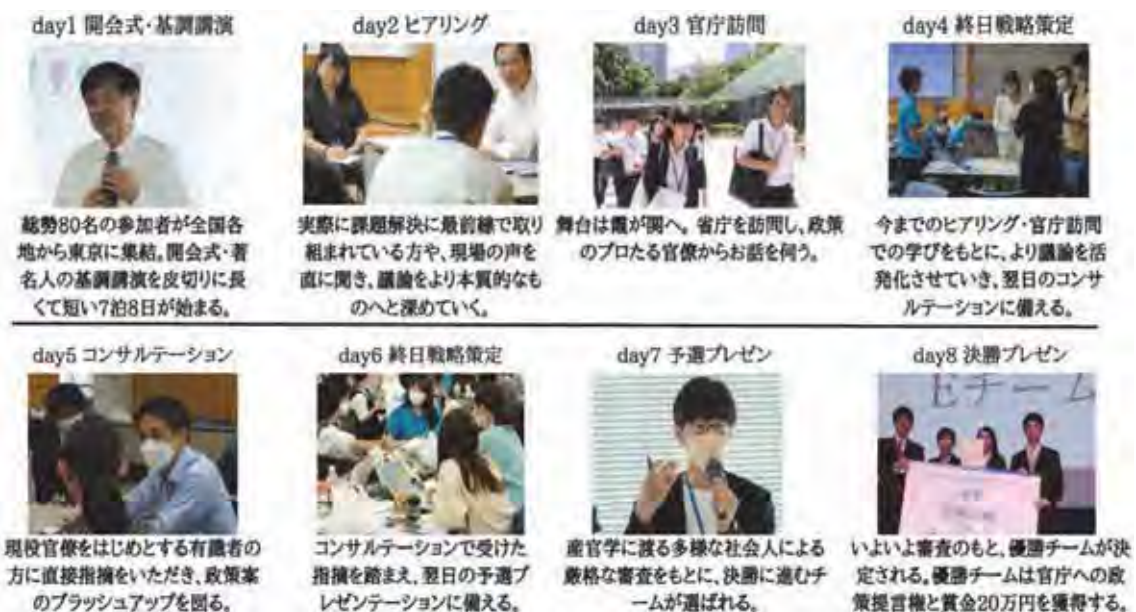 day1 開会式・基調講演
総勢80名の参加者が全国各
地から東京に集結。開会式・著
名人の基調講演を皮切りに長
くて短い7泊8日が始まる。
day2 ヒアリング
実際に課題解決に最前線で取り
組まれている方や、現場の声を
直に聞き、議論をより本質的なも
のへと深めていく。
day3 官庁訪問
舞台は霞が関へ。省庁を訪問し、政策
のプロたる官僚からお話を伺う。
day4 終日戦略策定
今までのヒアリング・官庁訪問
での学びをもとに、より議論を活
発化させていき、翌日のコンサ
ルテーションに備える。
day5 コンサルテーション
現役官僚をはじめとする有識者の
方に直接指摘をいただき、政策案
のブラッシュアップを図る。
day6 終日戦略策定
コンサルテーションで受けた
指摘を踏まえ、翌日の予選プ
レゼンテーションに備える。
day7 予選プレゼン
産官学に渡る多様な社会人による
厳格な審査をもとに、決勝に進むチ
ームが選ばれる。
day8 決勝プレゼン
Eチーム
いよいよ審査のもと、優勝チームが決
定される。優勝チームは官庁への政
策提言権と賞金20万円を獲得する。